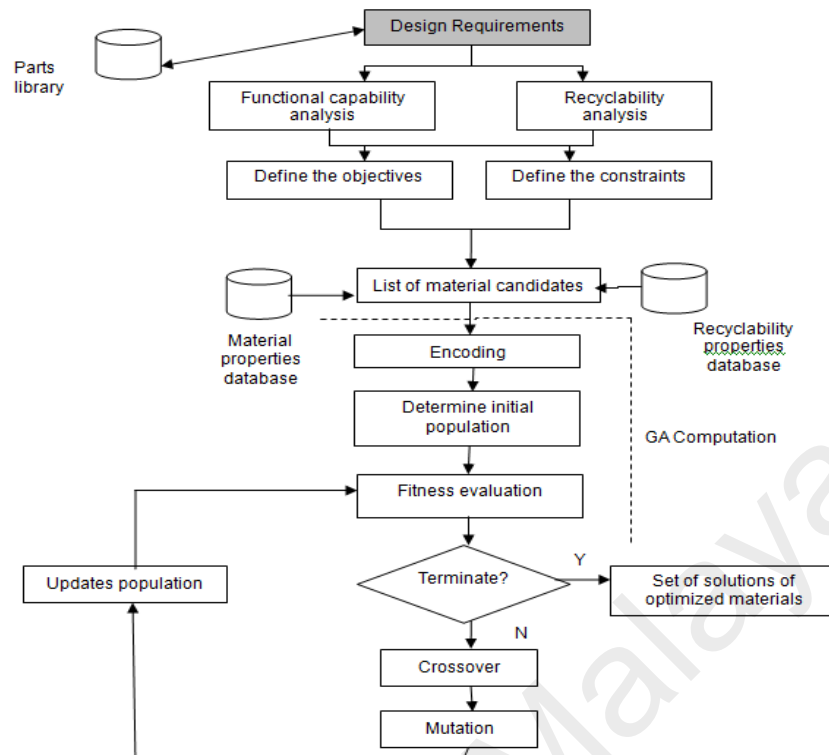 Design Requirements
Parts
library
Functional capability
analysis
Recyclability
analysis
Define the objectives
Define the constraints
List of material candidates
Material
properties
database
Recyclability
properties
database
Encoding
Determine initial
population
GA Computation
Fitness evaluation
Updates population
Terminate?
Y
Set of solutions of
optimized materials
N
Crossover
Mutation
Malaya